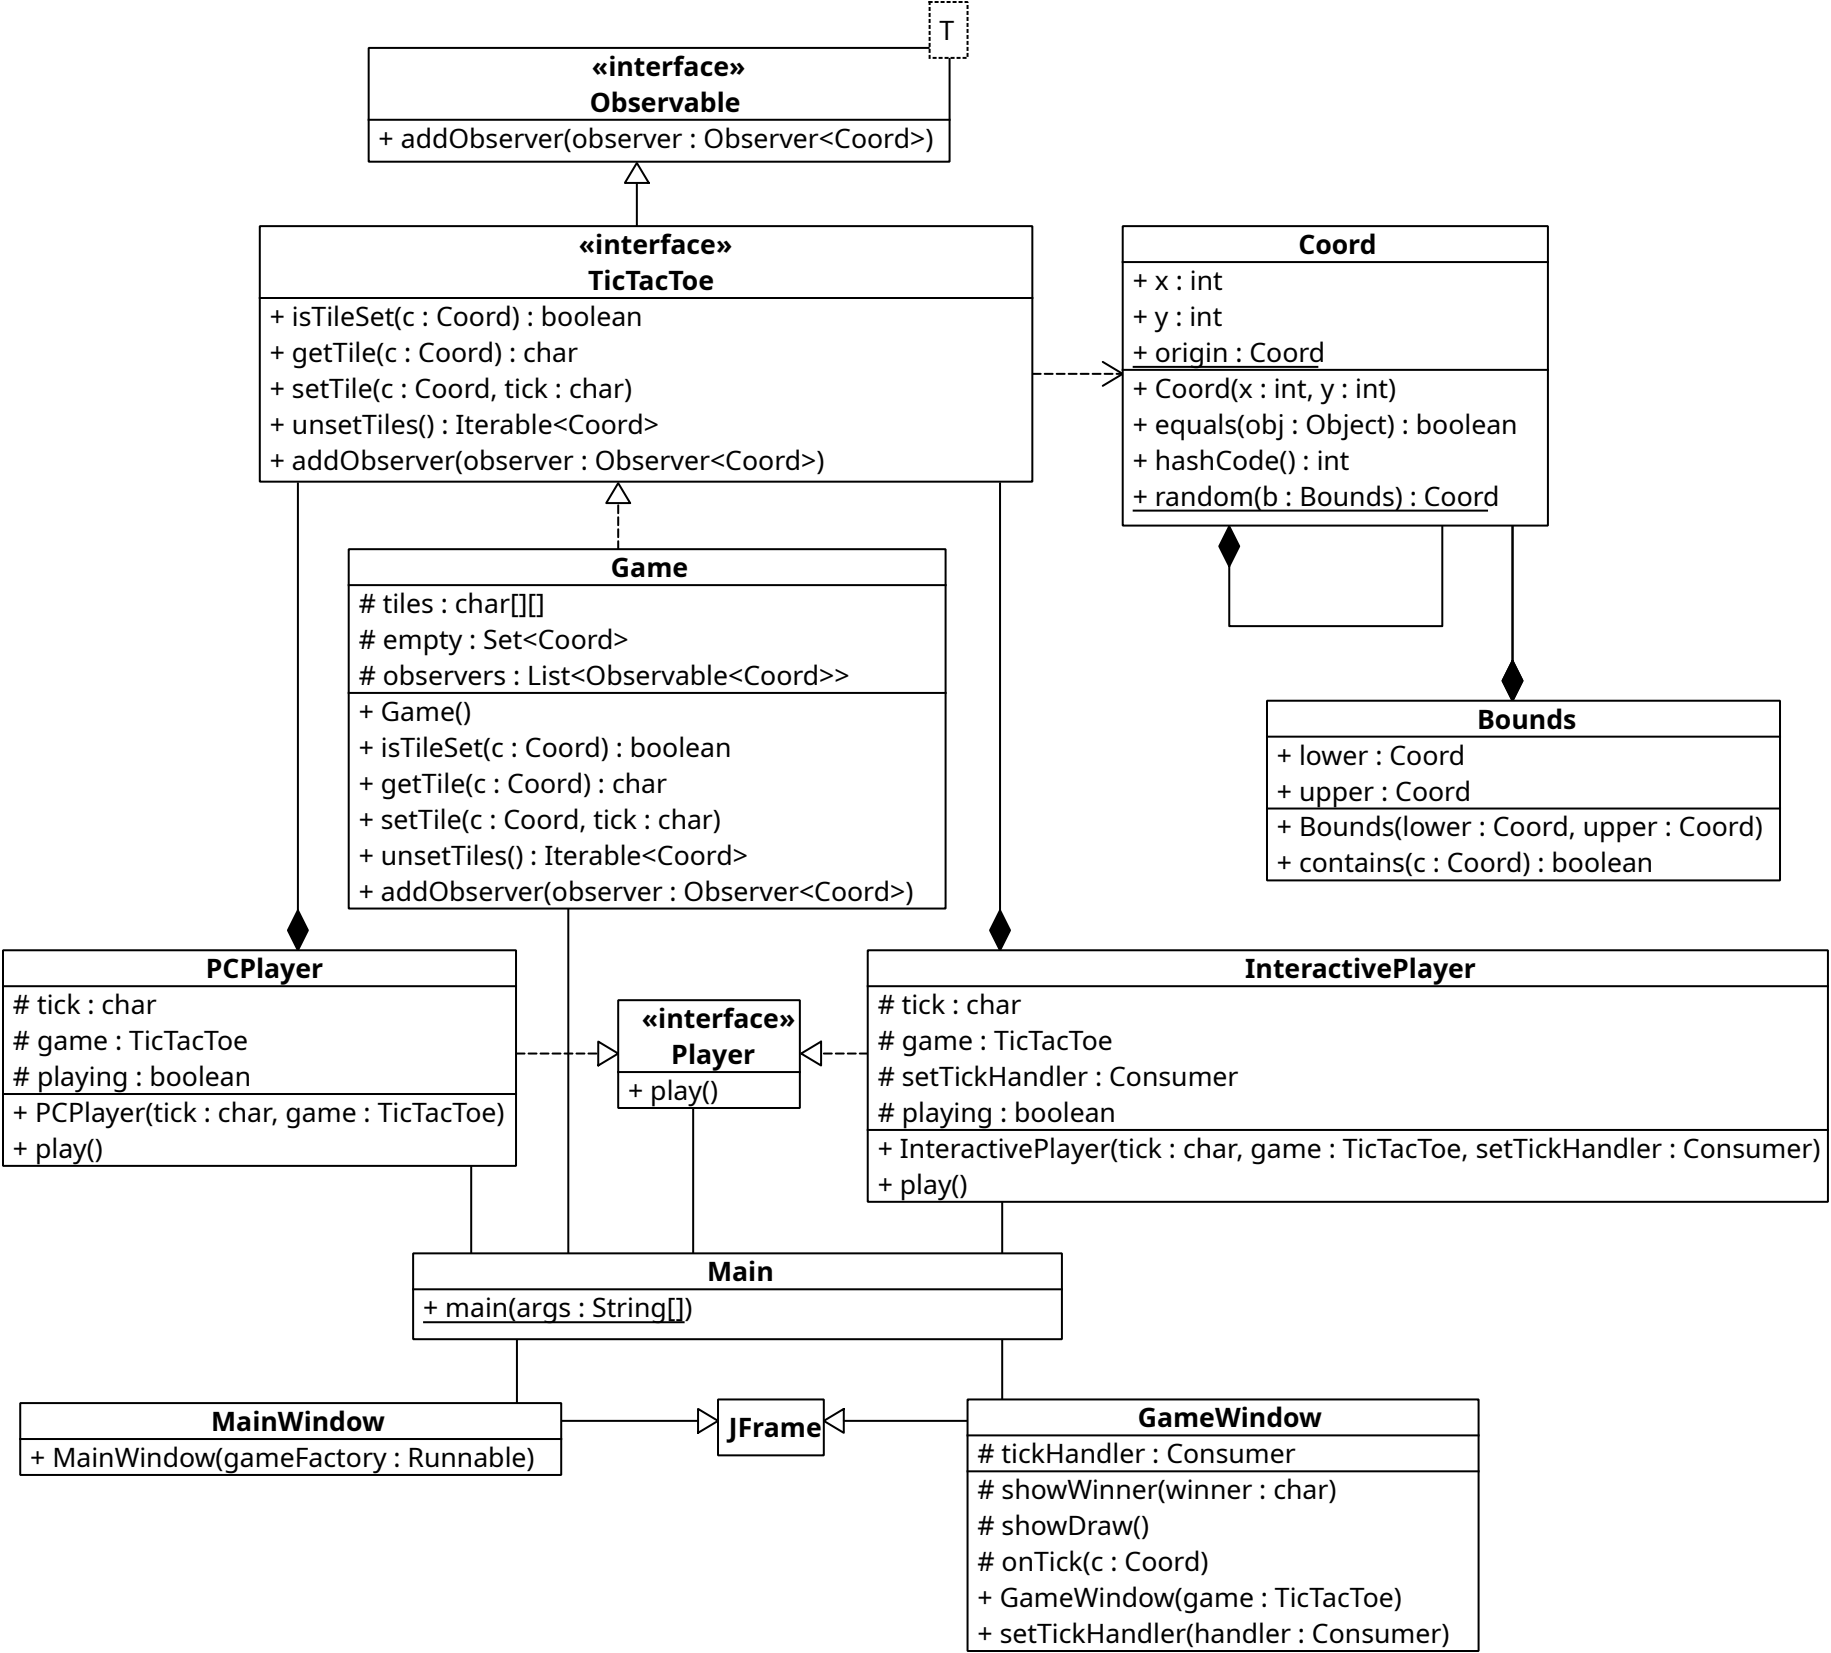 T
«interface»
Observable
+ addObserver(observer : Observer<Coord>)
«interface»
TicTacToe
+ isTileSet(c : Coord) : boolean
+ getTile(c : Coord) : char
+ setTile(c : Coord, tick : char)
+ unsetTiles() : Iterable<Coord>
+ addObserver(observer : Observer<Coord>)
Coord
+ x : int
+ y : int
+ origin : Coord
+ Coord(x : int, y : int)
+ equals(obj : Object) : boolean
+ hashCode() : int
+ random(b : Bounds) : Coord
Game
# tiles : char[][]
# empty : Set<Coord>
# observers : List<Observable<Coord>>
+ Game()
+ isTileSet(c : Coord) : boolean
+ getTile(c : Coord) : char
+ setTile(c : Coord, tick : char)
+ unsetTiles() : Iterable<Coord>
+ addObserver(observer : Observer<Coord>)
Bounds
+ lower : Coord
+ upper : Coord
+ Bounds(lower : Coord, upper : Coord)
+ contains(c : Coord) : boolean
PCPlayer
# tick : char
# game : TicTacToe
# playing : boolean
+ PCPlayer(tick : char, game : TicTacToe)
+ play()
«interface»
Player
+ play()
InteractivePlayer
# tick : char
# game : TicTacToe
# setTickHandler : Consumer
# playing : boolean
+ InteractivePlayer(tick : char, game : TicTacToe, setTickHandler : Consumer)
+ play()
Main
+ main(args : String[])
MainWindow
+ MainWindow(gameFactory : Runnable)
JFrame
GameWindow
# tickHandler : Consumer
# showWinner(winner : char)
# showDraw()
# onTick(c : Coord)
+ GameWindow(game : TicTacToe)
+ setTickHandler(handler : Consumer)